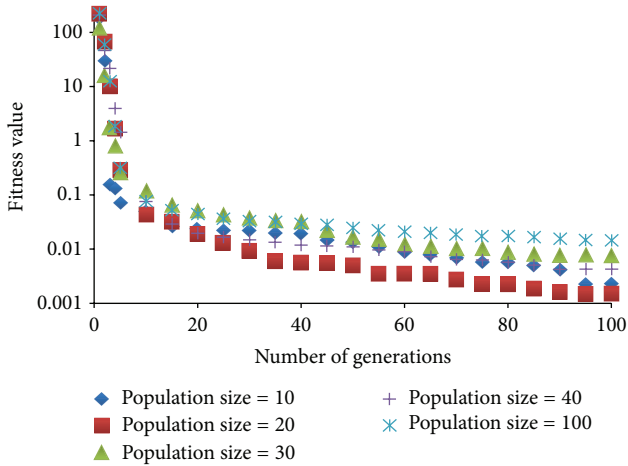 Fitness value
100
10
1
0.1
0.01
0.001
0
20
40
60
80
100
Number of generations
Population size = 10
Population size = 20
Population size = 30
Population size = 40
Population size = 100